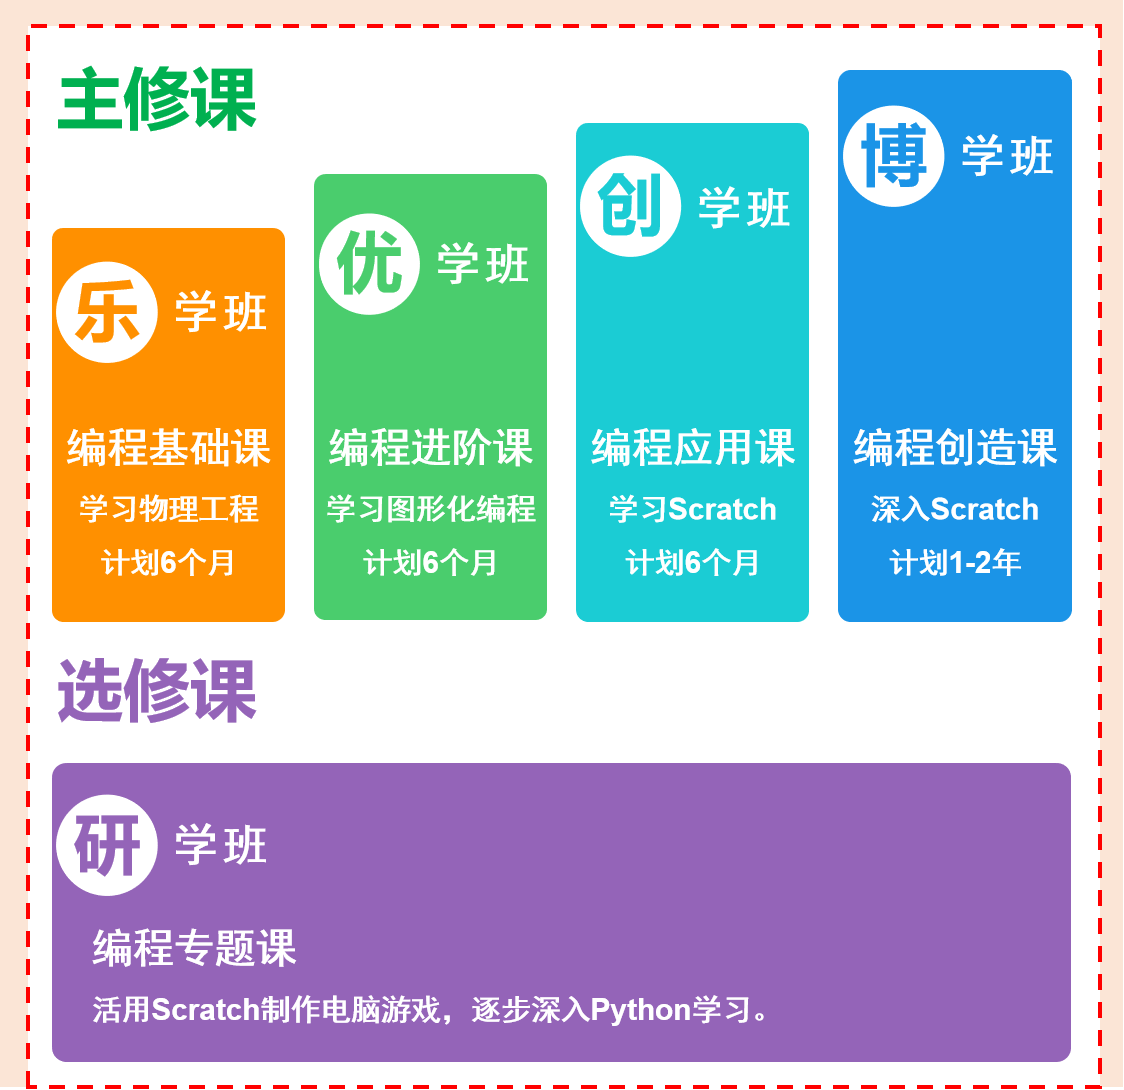 主修课
乐学班
编程基础课
学习物理工程
计划6个月
优学班
编程进阶课
学习图形化编程
计划6个月
创学班
编程应用课
学习Scratch
计划6个月
博学班
编程创造课
深入Scratch
计划1-2年
选修课
研学班
编程专题课
活用Scratch制作电脑游戏，逐步深入Python学习。